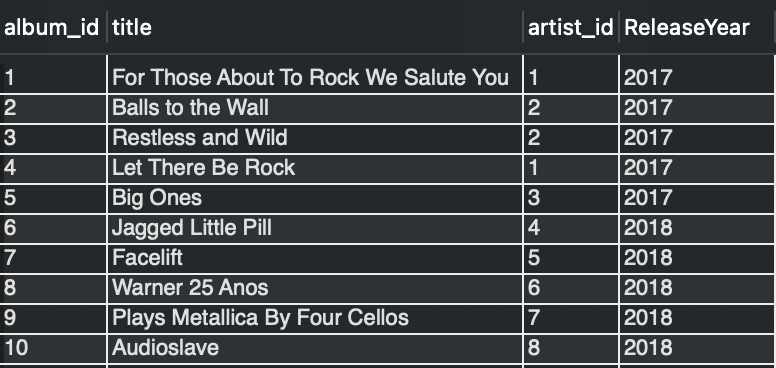 album_id title artist_id ReleaseYear
1 For Those About To Rock We Salute You 1 2017
2 Balls to the Wall 2 2017
3 Restless and Wild 2 2017
4 Let There Be Rock 1 2017
5 Big Ones 3 2017
6 Jagged Little Pill 4 2018
7 Facelift 5 2018
8 Warner 25 Anos 6 2018
9 Plays Metallica By Four Cellos 7 2018
10 Audioslave 8 2018